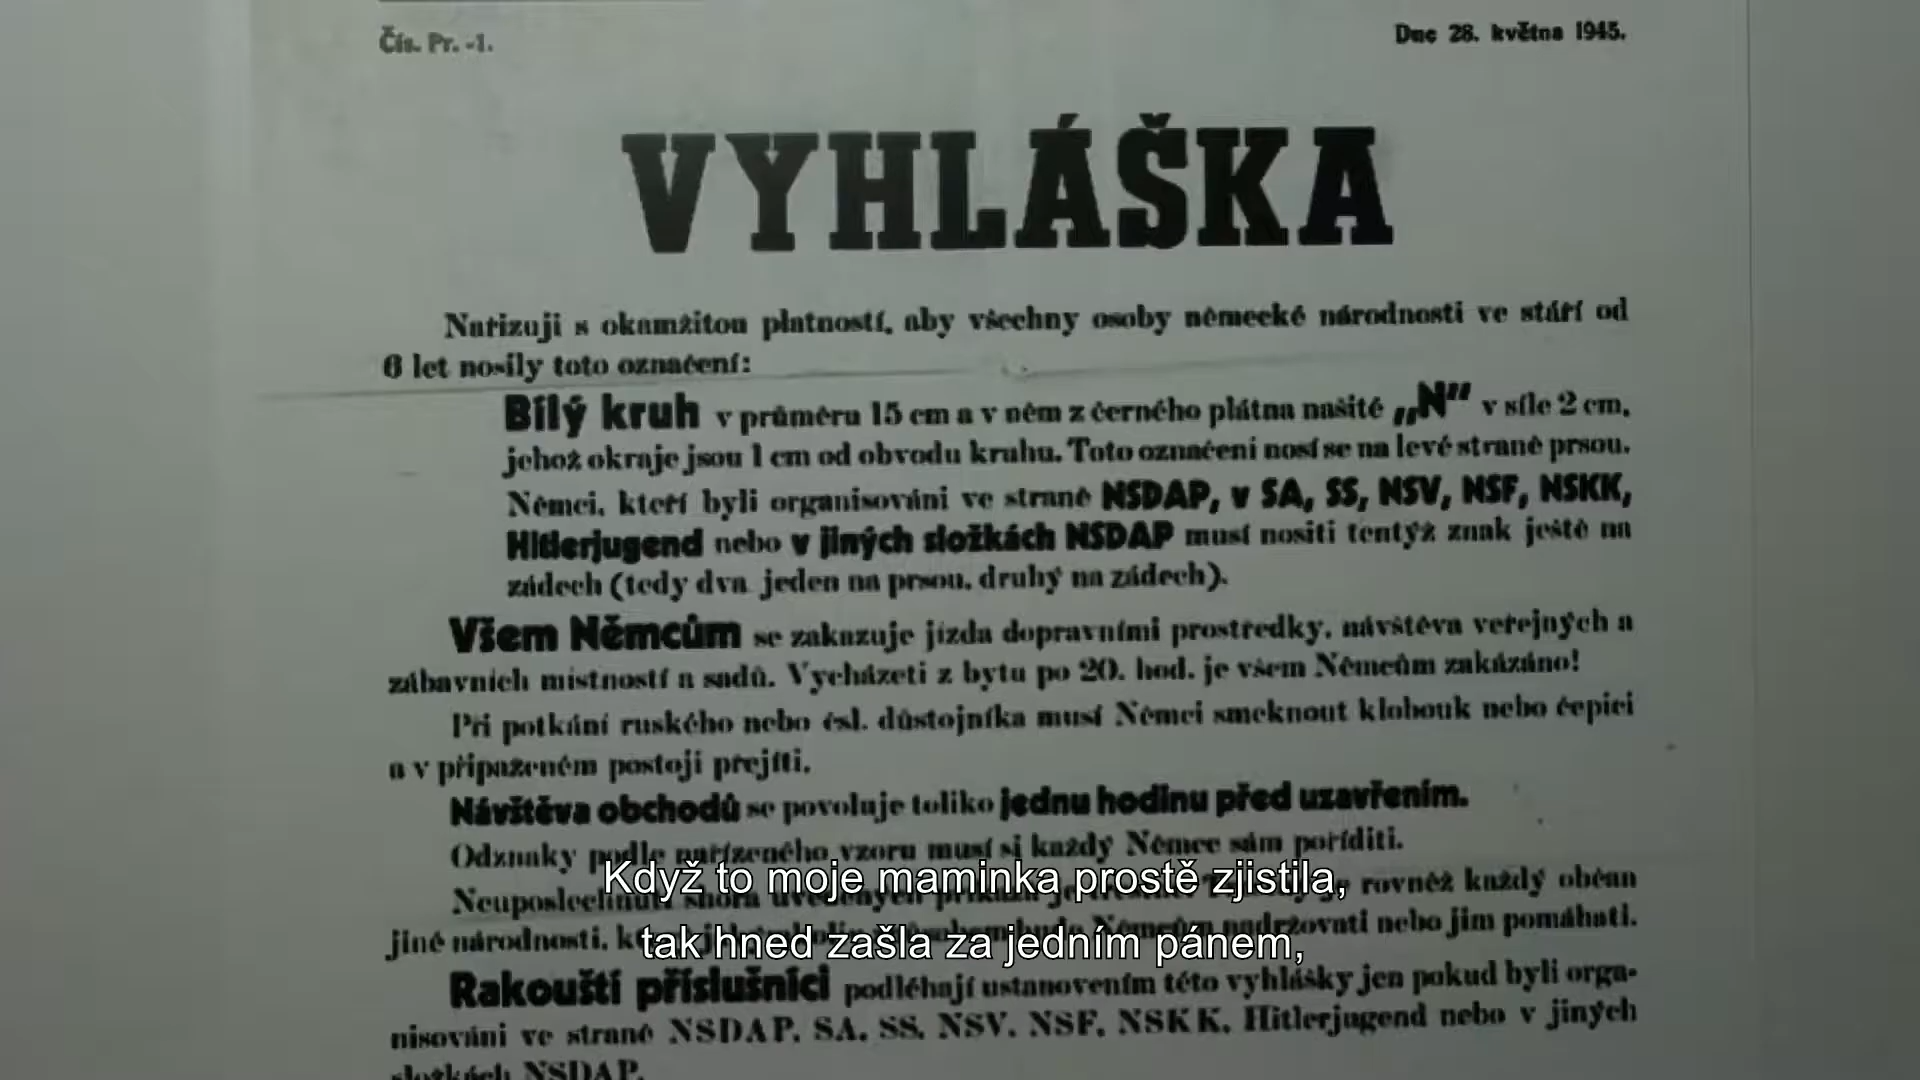 Čís. Pr. -1.
Dne 28. května 1945.
VYHLÁŠKA
Nařizuji s okamžitou platností, aby všechny osoby německé národnosti ve stáří od
6 let nosily toto označení:
Bílý kruh v průměru 15 cm a v něm z černého plátna našité „N" v síle 2 cm,
jehož okraje jsou 1 cm od obvodu kruhu. Toto označení nosí se na levé straně prsou.
Němci, kteří byli organisováni ve straně NSDAP, v SA, SS, NSV, NSF, NSKK,
Hitlerjugend nebo v jiných složkách NSDAP musí nositi tentýž znak ještě na
zádech (tedy dva jeden na prsou, druhý na zádech).
Všem Němcům se zakazuje jízda dopravními prostředky, návštěva veřejných a
zábavních místností a sadů. Vycházeti z bytu po 20. hod. je všem Němcům zakázáno!
Při potkání ruského nebo čsl. důstojníka musí Němci smeknout klobouk nebo čepici
a v připaženém postoji přejíti.
Návštěva obchodů se povoluje toliko jednu hodinu před uzavřením.
Odznaky podle nařízeného vzoru musí si každý Němec sám poříditi.
Neuposlechnutí shora uvedených rovněž každý občan
jiné národnosti, Němcům nadržovati nebo jim pomáhati.
Když to moje maminka prostě zjistila,
tak hned zašla za jedním pánem,
Rakouští příslušníci podléhají ustanovením této vyhlášky jen pokud byli orga-
nisováni ve straně NSDAP, SA, SS, NSV, NSF, NSKK, Hitlerjugend nebo v jiných
složkách NSDAP.